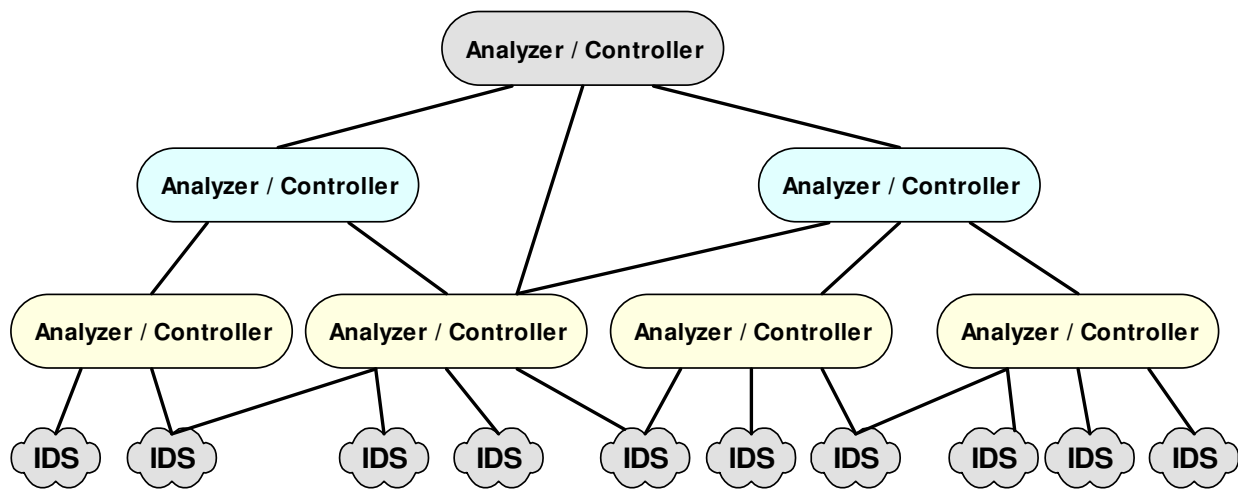 Analyzer / Controller
Analyzer / Controller
Analyzer / Controller
Analyzer / Controller
Analyzer / Controller
Analyzer / Controller
Analyzer / Controller
IDS
IDS
IDS
IDS
IDS
IDS
IDS
IDS
IDS
IDS